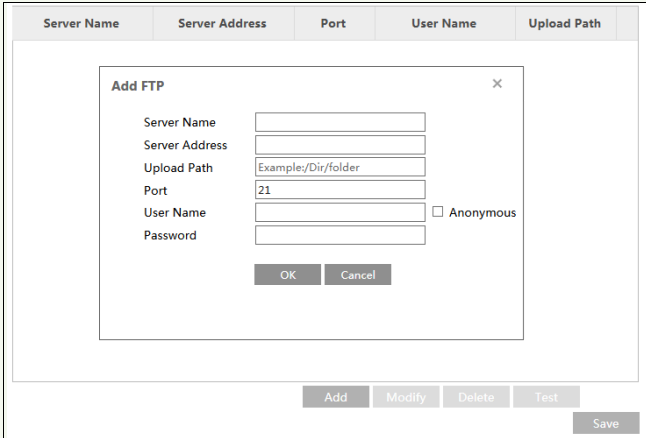 Server Name Server Address Port User Name Upload Path
Add FTP ×
Server Name
Server Address
Upload Path Example:/Dir/folder
Port 21
User Name Anonymous
Password
OK Cancel
Add Modify Delete Test
Save